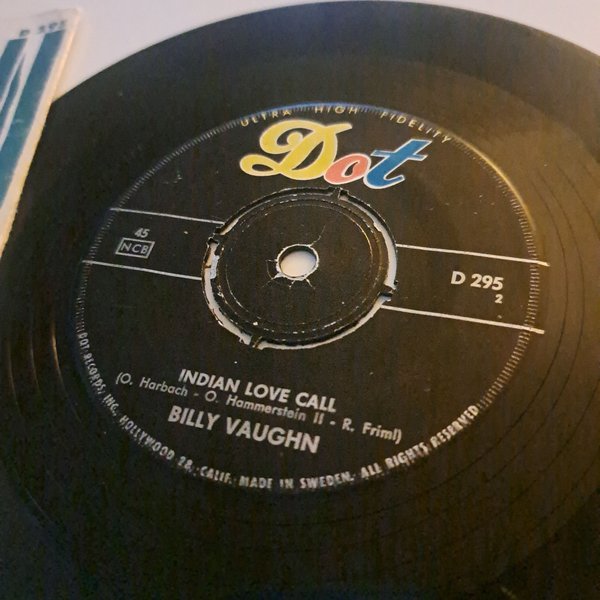 D 295
ULTRA HIGH FIDELITY
Dot
45
NCB
D 295
2
INDIAN LOVE CALL
(O. Harbach - O. Hammerstein II - R. Friml)
BILLY VAUGHN
DOT RECORDS, INC., HOLLYWOOD 28, CALIF. MADE IN SWEDEN. ALL RIGHTS RESERVED